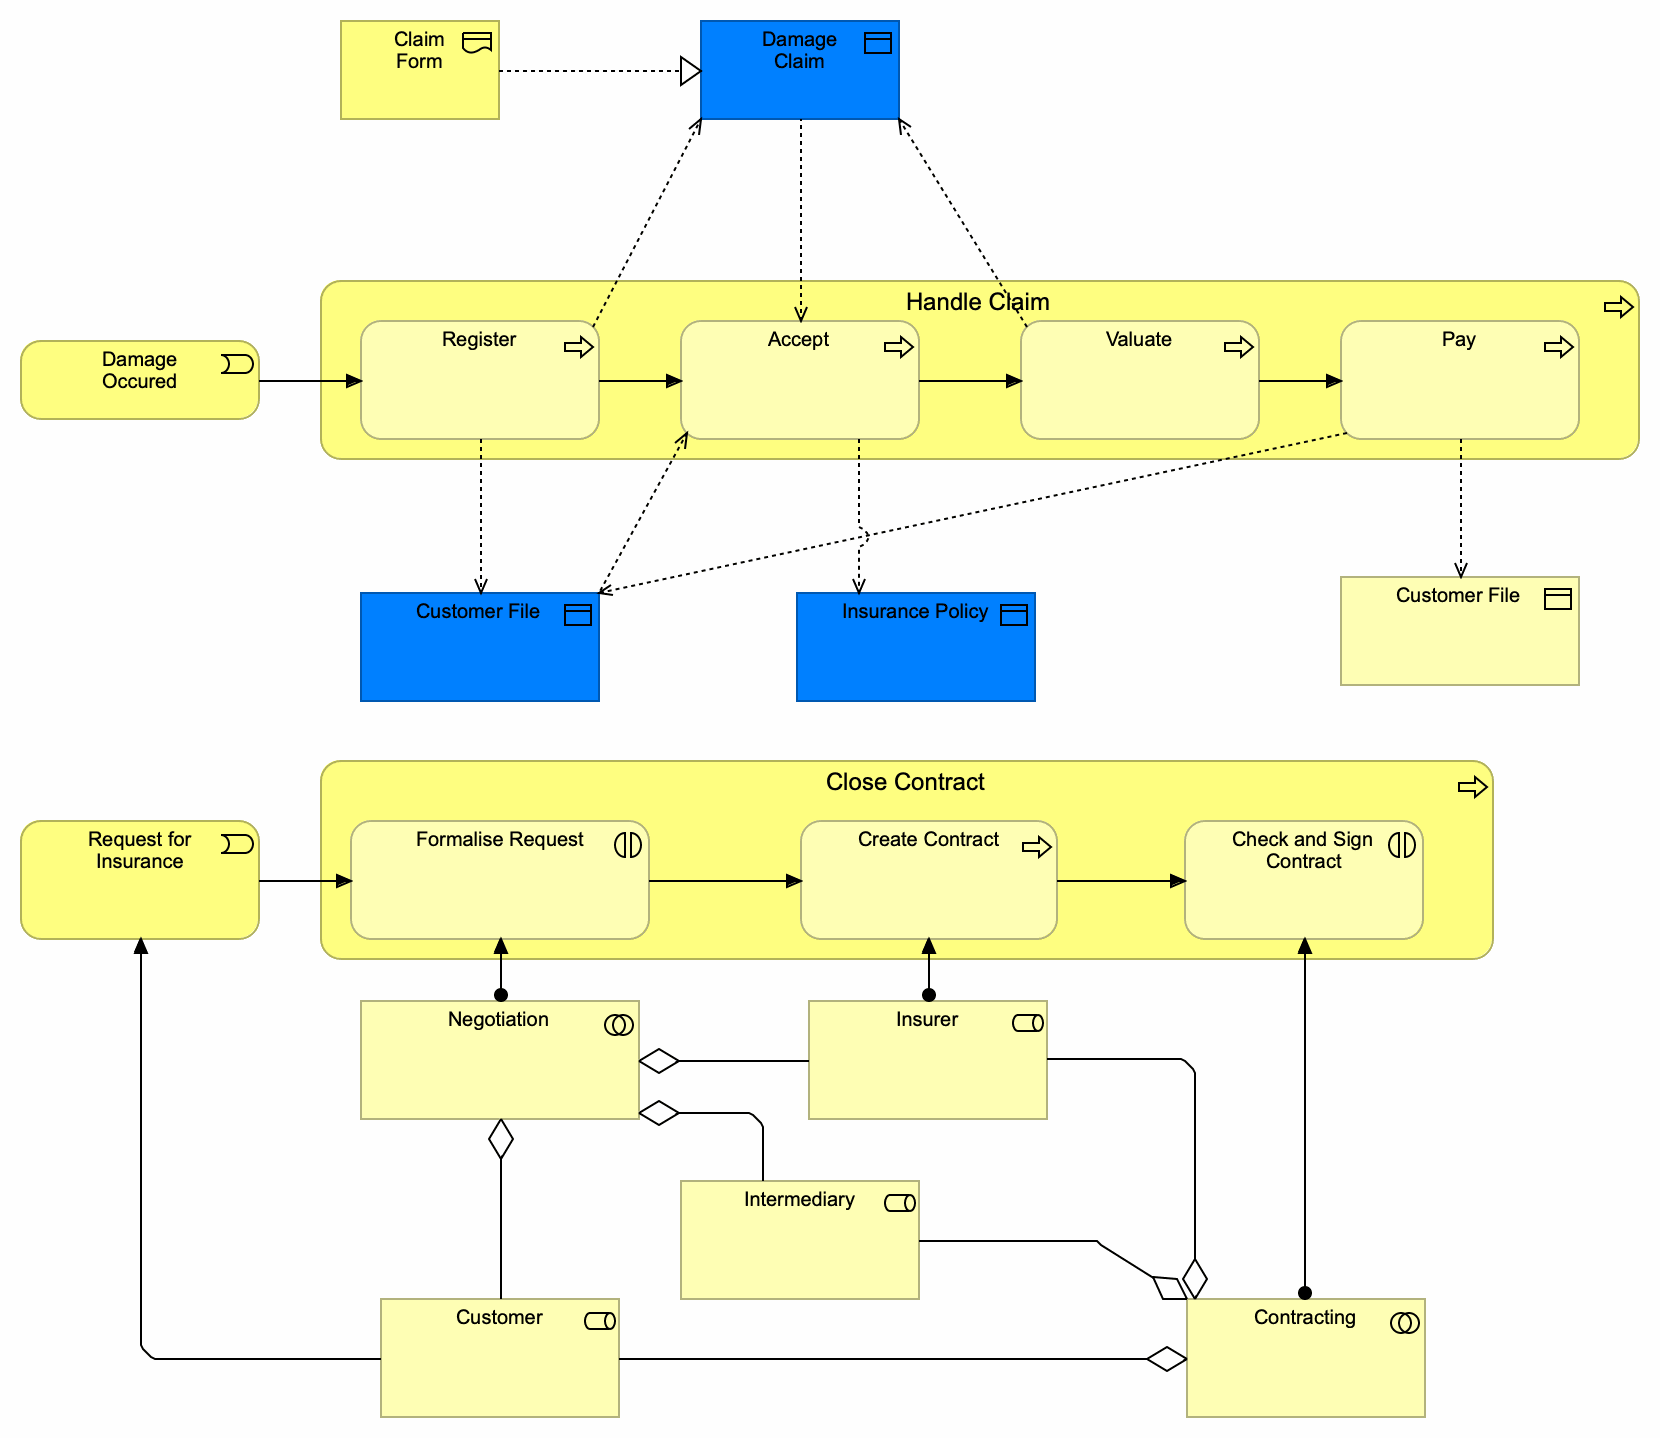 Claim
Form
Damage
Claim
Handle Claim
Damage
Occured
Register
Accept
Valuate
Pay
Customer File
Insurance Policy
Customer File
Close Contract
Request for
Insurance
Formalise Request
Create Contract
Check and Sign
Contract
Negotiation
Insurer
Intermediary
Customer
Contracting